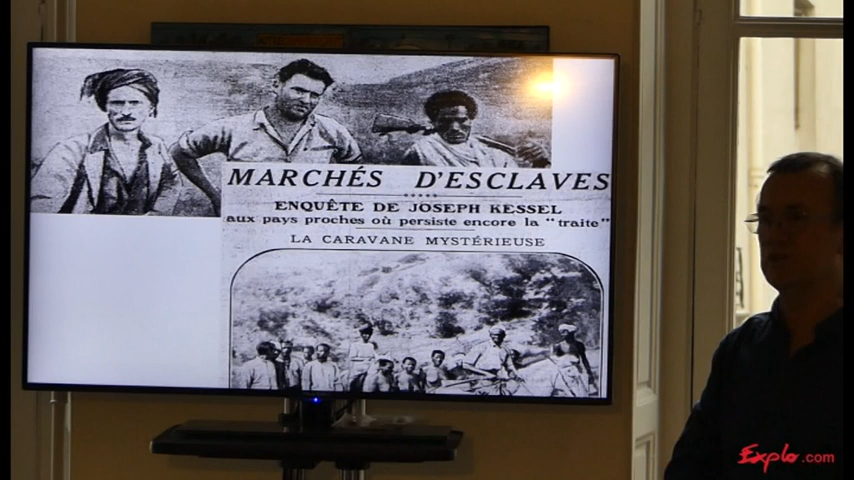 MARCHÉS D'ESCLAVES
ENQUÊTE DE JOSEPH KESSEL
aux pays proches où persiste encore la "traite"
LA CARAVANE MYSTÉRIEUSE
Explo.com